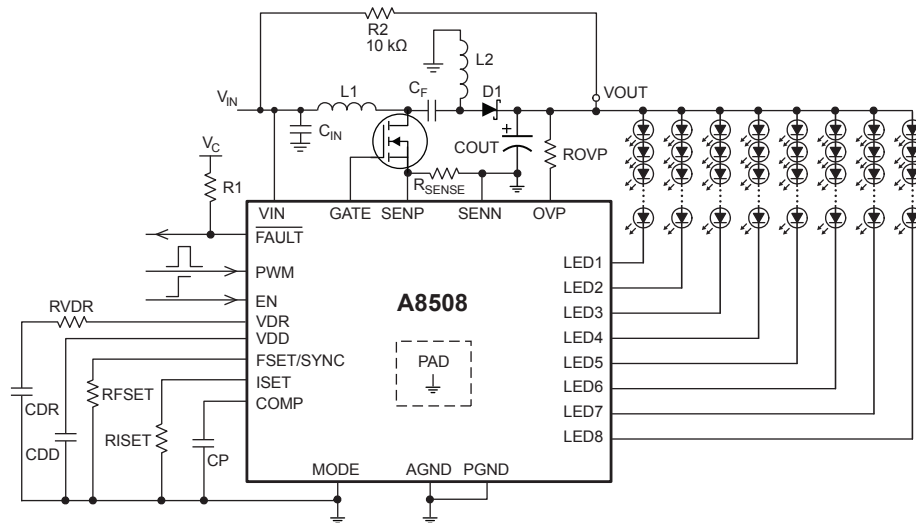 R2
10 kΩ
L2
L1
CF
D1
VOUT
VIN
CIN
COUT
ROVP
VC
R1
RSENSE
VIN
GATE
SENP
SENN
OVP
FAULT
PWM
EN
VDR
VDD
FSET/SYNC
ISET
COMP
RVDR
CDR
CDD
RFSET
RISET
CP
A8508
PAD
LED1
LED2
LED3
LED4
LED5
LED6
LED7
LED8
MODE
AGND
PGND